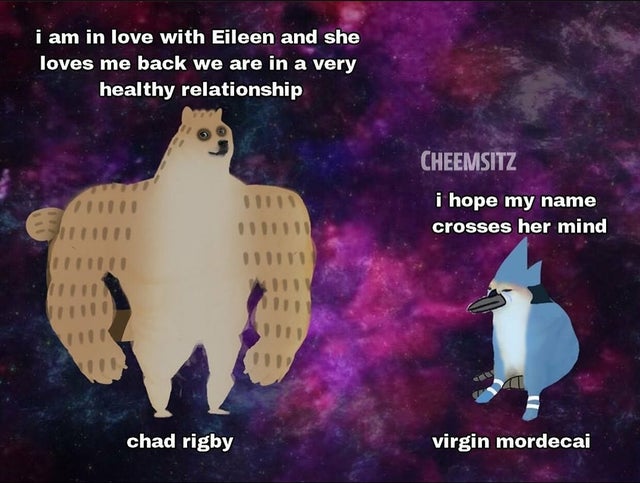 i am in love with Eileen and she
loves me back we are in a very
healthy relationship
CHEEMSITZ
i hope my name
crosses her mind
chad rigby
virgin mordecai